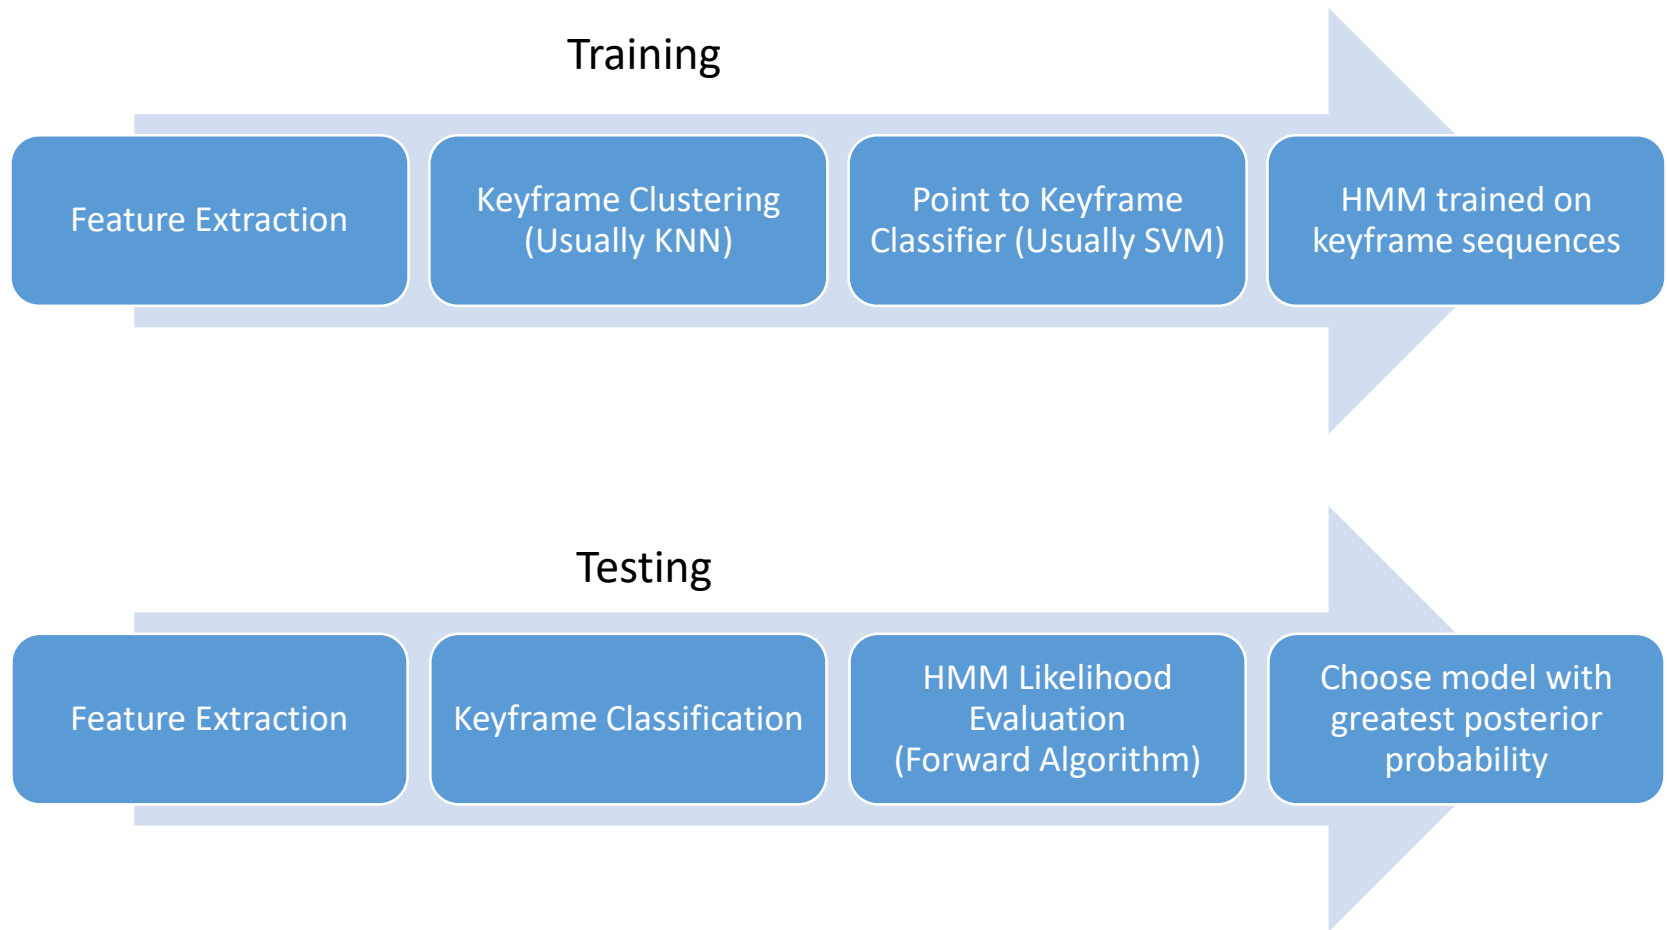 Training
Feature Extraction
Keyframe Clustering
(Usually KNN)
Point to Keyframe
Classifier (Usually SVM)
HMM trained on
keyframe sequences
Testing
Feature Extraction
Keyframe Classification
HMM Likelihood
Evaluation
(Forward Algorithm)
Choose model with
greatest posterior
probability